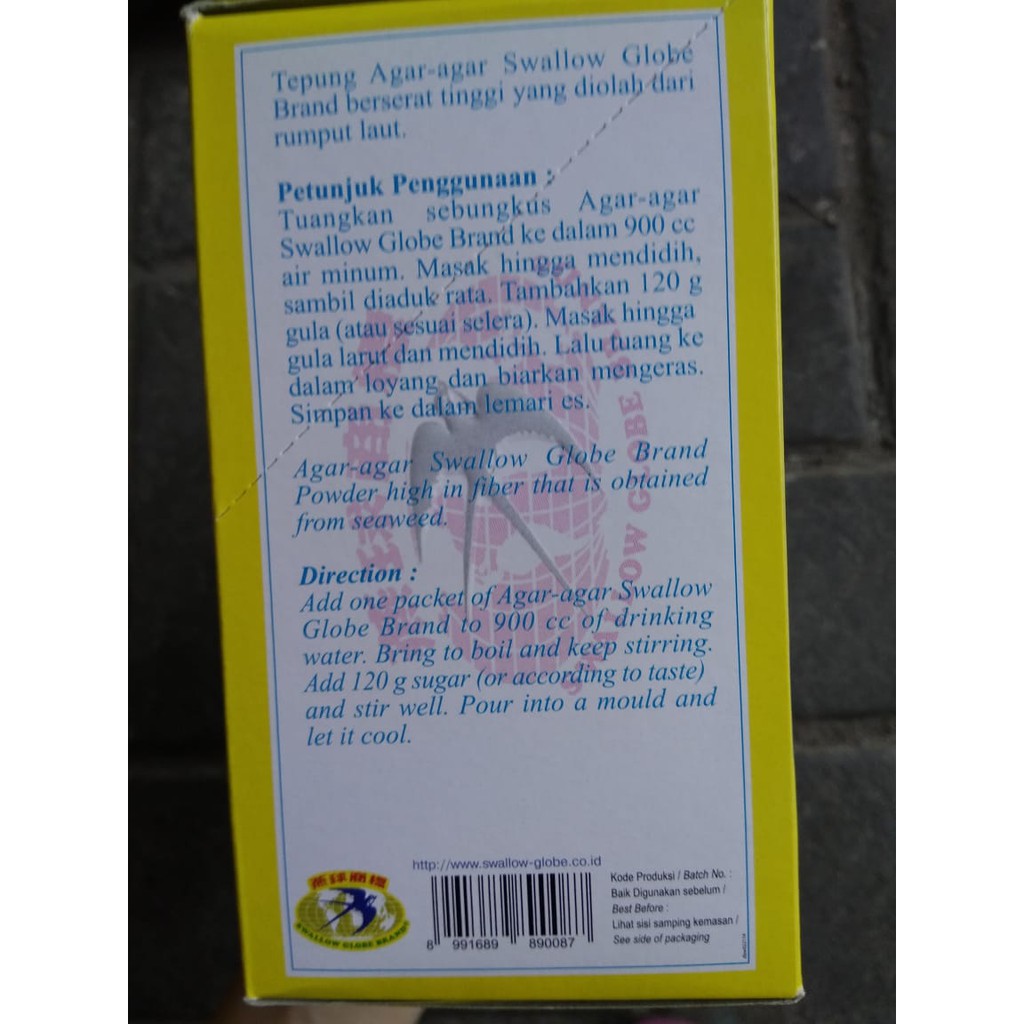 Tepung Agar-agar Swallow Globe
Brand berserat tinggi yang diolah dari
rumput laut.
Petunjuk Penggunaan :
Tuangkan sebungkus Agar-agar
Swallow Globe Brand ke dalam 900 cc
air minum. Masak hingga mendidih,
sambil diaduk rata. Tambahkan 120 g
gula (atau sesuai selera). Masak hingga
gula larut dan mendidih. Lalu tuang ke
dalam loyang dan biarkan mengeras.
Simpan ke dalam lemari es.
Agar-agar Swallow Globe Brand
Powder high in fiber that is obtained
from seaweed.
Direction :
Add one packet of Agar-agar Swallow
Globe Brand to 900 cc of drinking
water. Bring to boil and keep stirring.
Add 120 g sugar (or according to taste)
and stir well. Pour into a mould and
let it cool.
http://www.swallow-globe.co.id
燕球商標
SWALLOW GLOBE BRAND
8 991689 890087
Kode Produksi / Batch No. :
Baik Digunakan sebelum /
Best Before :
Lihat sisi samping kemasan /
See side of packaging